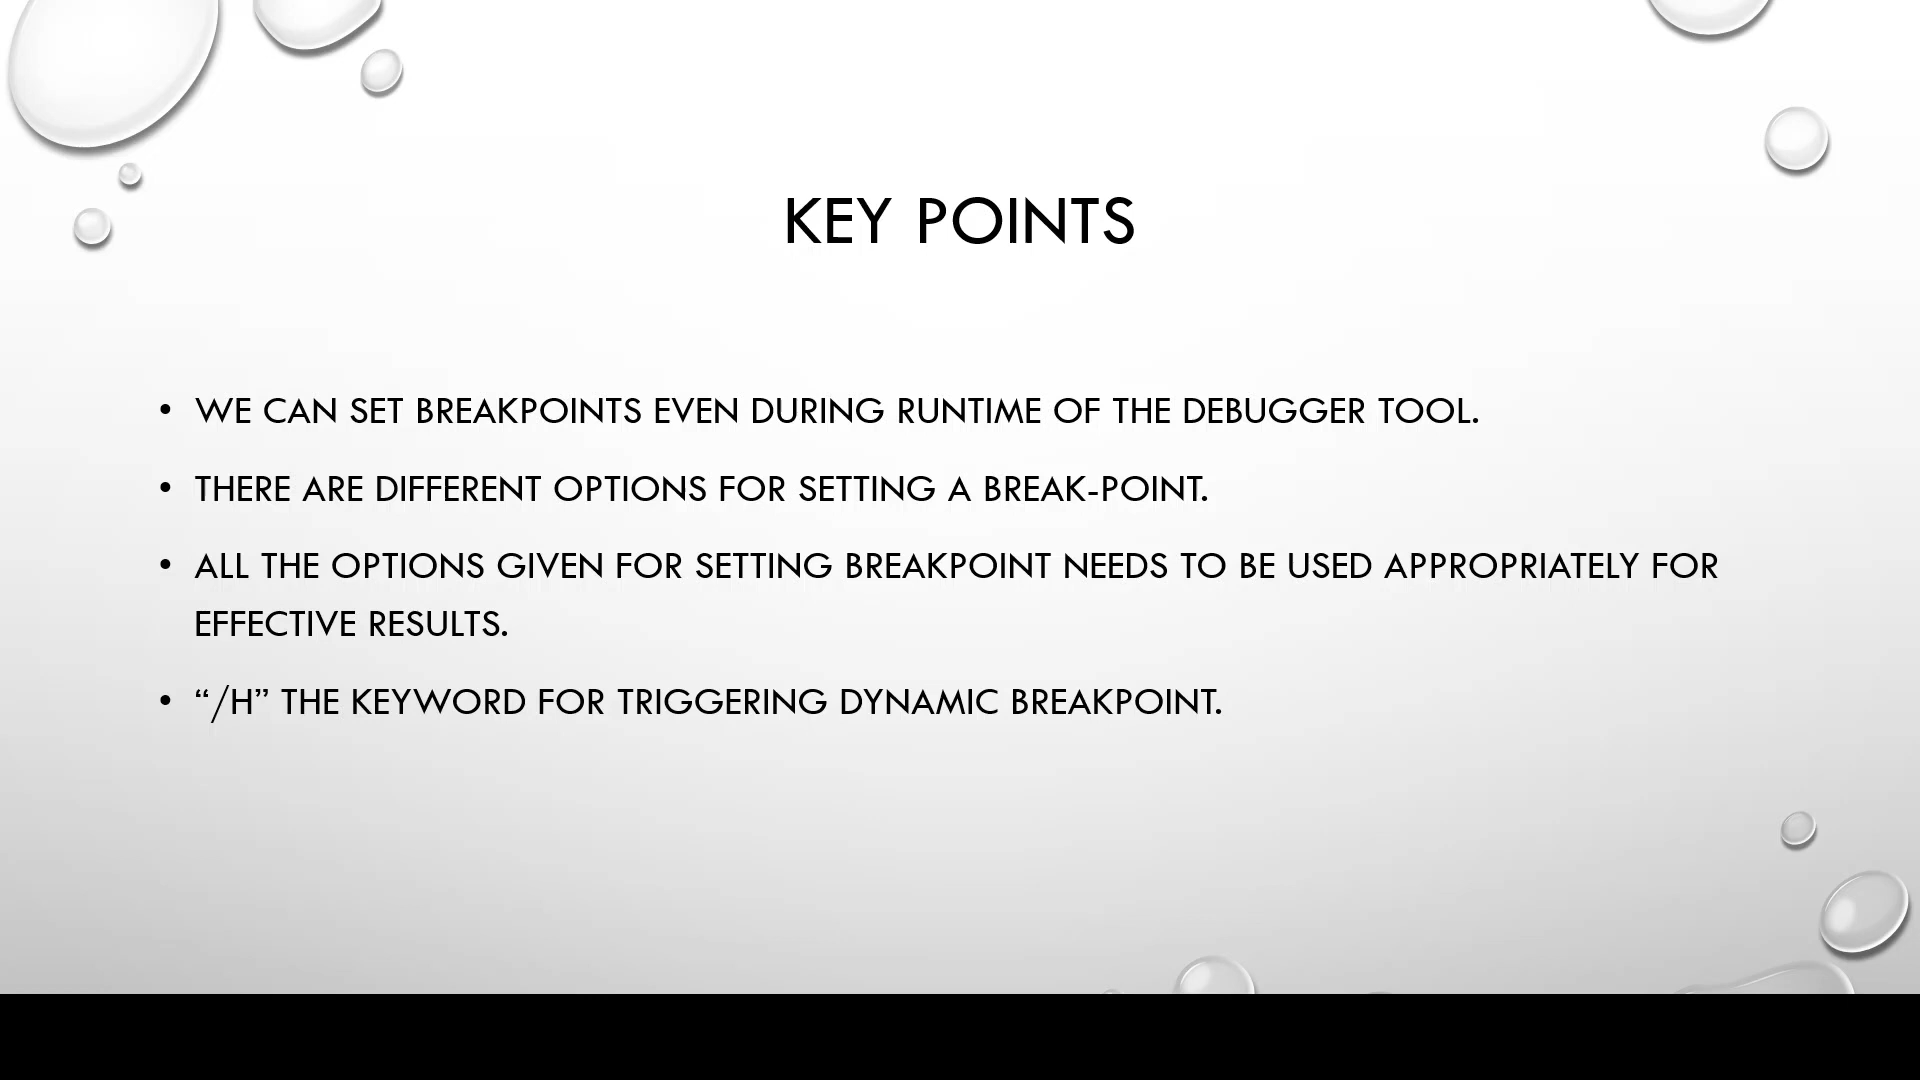 KEY POINTS
• WE CAN SET BREAKPOINTS EVEN DURING RUNTIME OF THE DEBUGGER TOOL.
• THERE ARE DIFFERENT OPTIONS FOR SETTING A BREAK-POINT.
• ALL THE OPTIONS GIVEN FOR SETTING BREAKPOINT NEEDS TO BE USED APPROPRIATELY FOR
EFFECTIVE RESULTS.
• “/H” THE KEYWORD FOR TRIGGERING DYNAMIC BREAKPOINT.